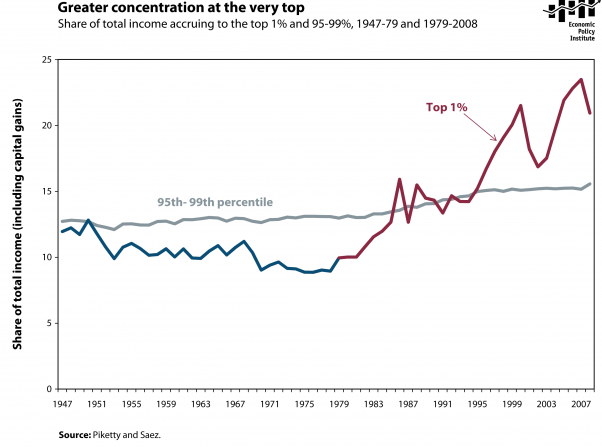 Greater concentration at the very top
Share of total income accruing to the top 1% and 95-99%, 1947-79 and 1979-2008
Economic
Policy
Institute
Share of total income (including capital gains)
25
20
15
10
5
0
Top 1%
95th- 99th percentile
1947 1951 1955 1959 1963 1967 1971 1975 1979 1983 1987 1991 1995 1999 2003 2007
Source: Piketty and Saez.